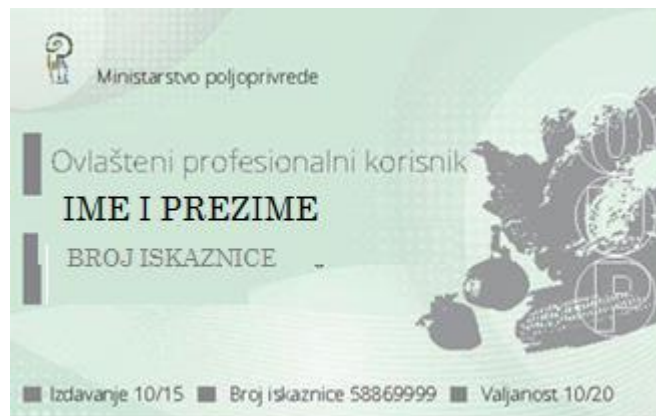 Ministarstvo poljoprivrede
Ovlašteni profesionalni korisnik
IME I PREZIME
BROJ ISKAZNICE
Izdavanje 10/15 Broj iskaznice 58869999 Valjanost 10/20